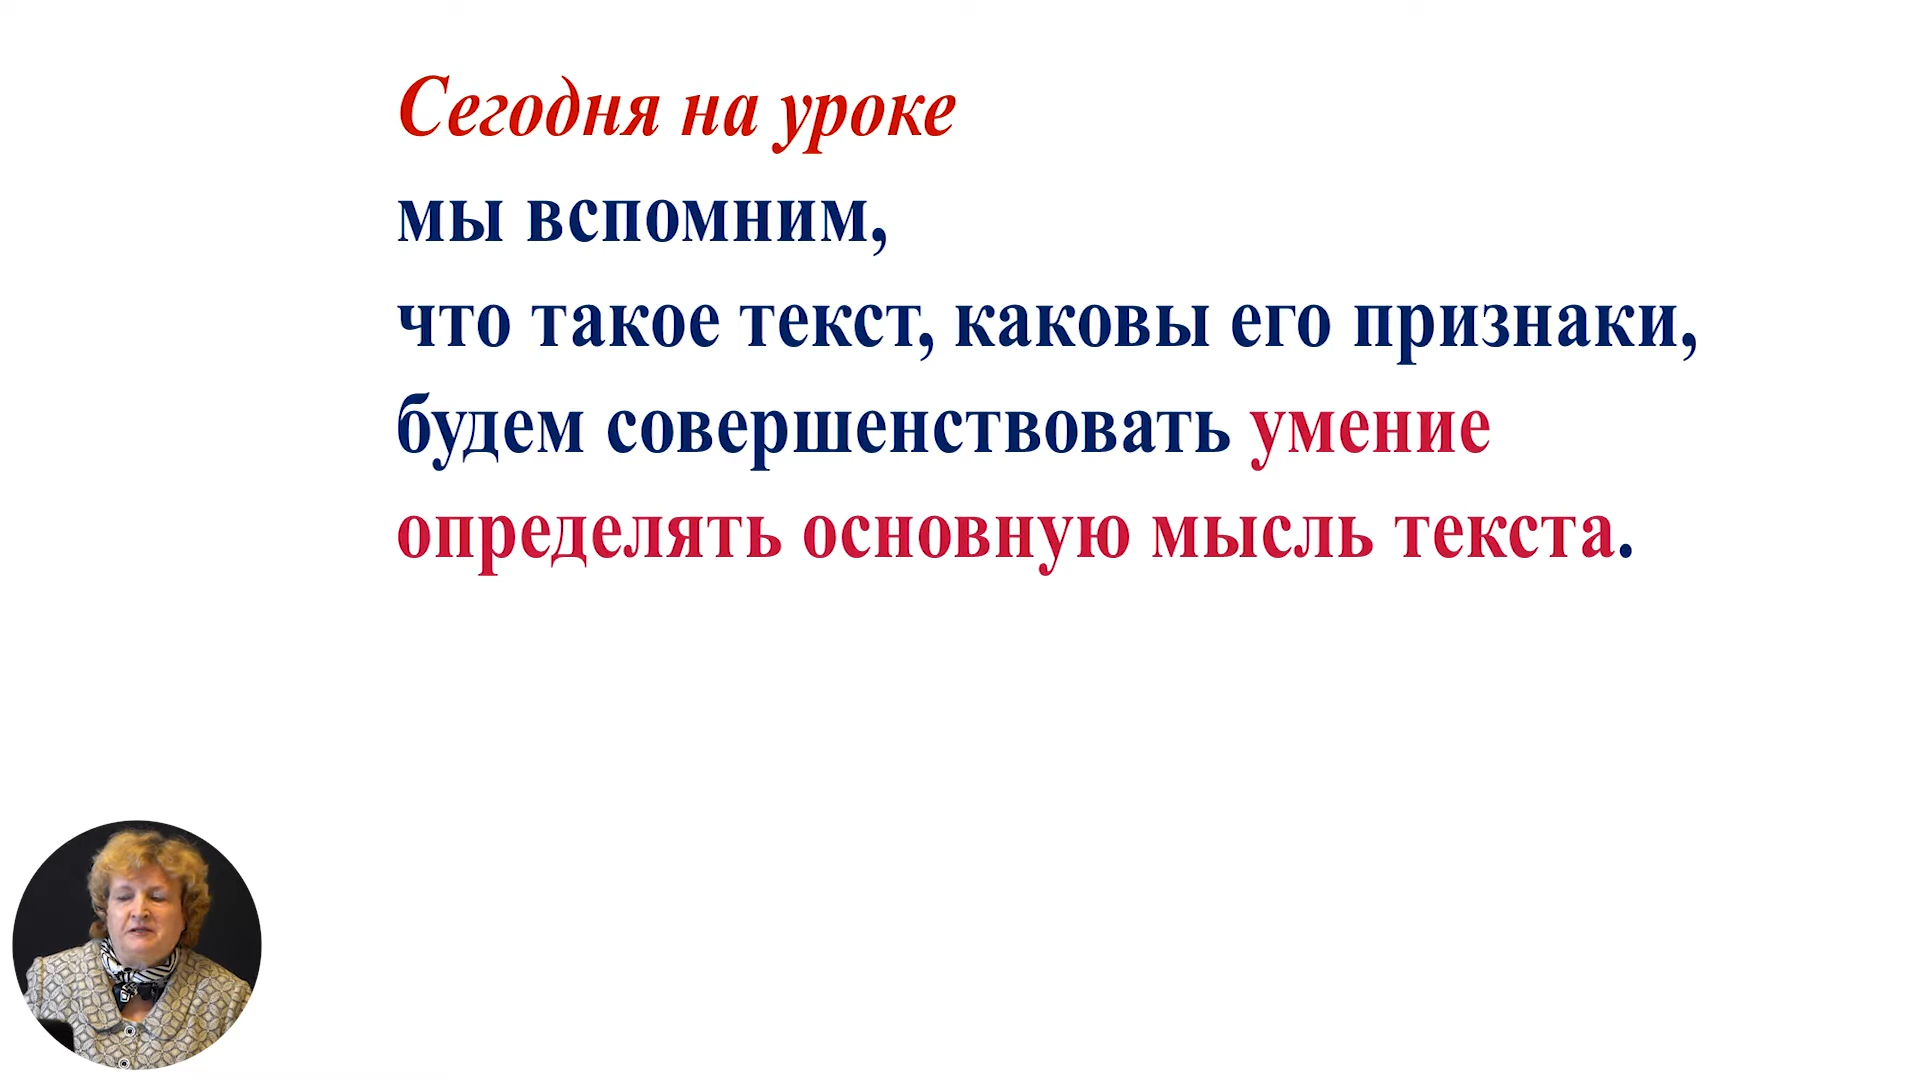 Сегодня на уроке
мы вспомним,
что такое текст, каковы его признаки,
будем совершенствовать умение
определять основную мысль текста.